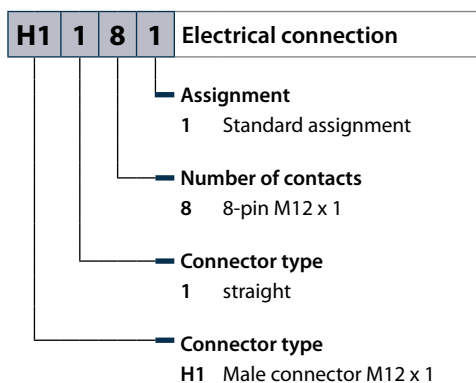 H1 1 8 1 Electrical connection
Assignment
1 Standard assignment
Number of contacts
8 8-pin M12 x 1
Connector type
1 straight
Connector type
H1 Male connector M12 x 1